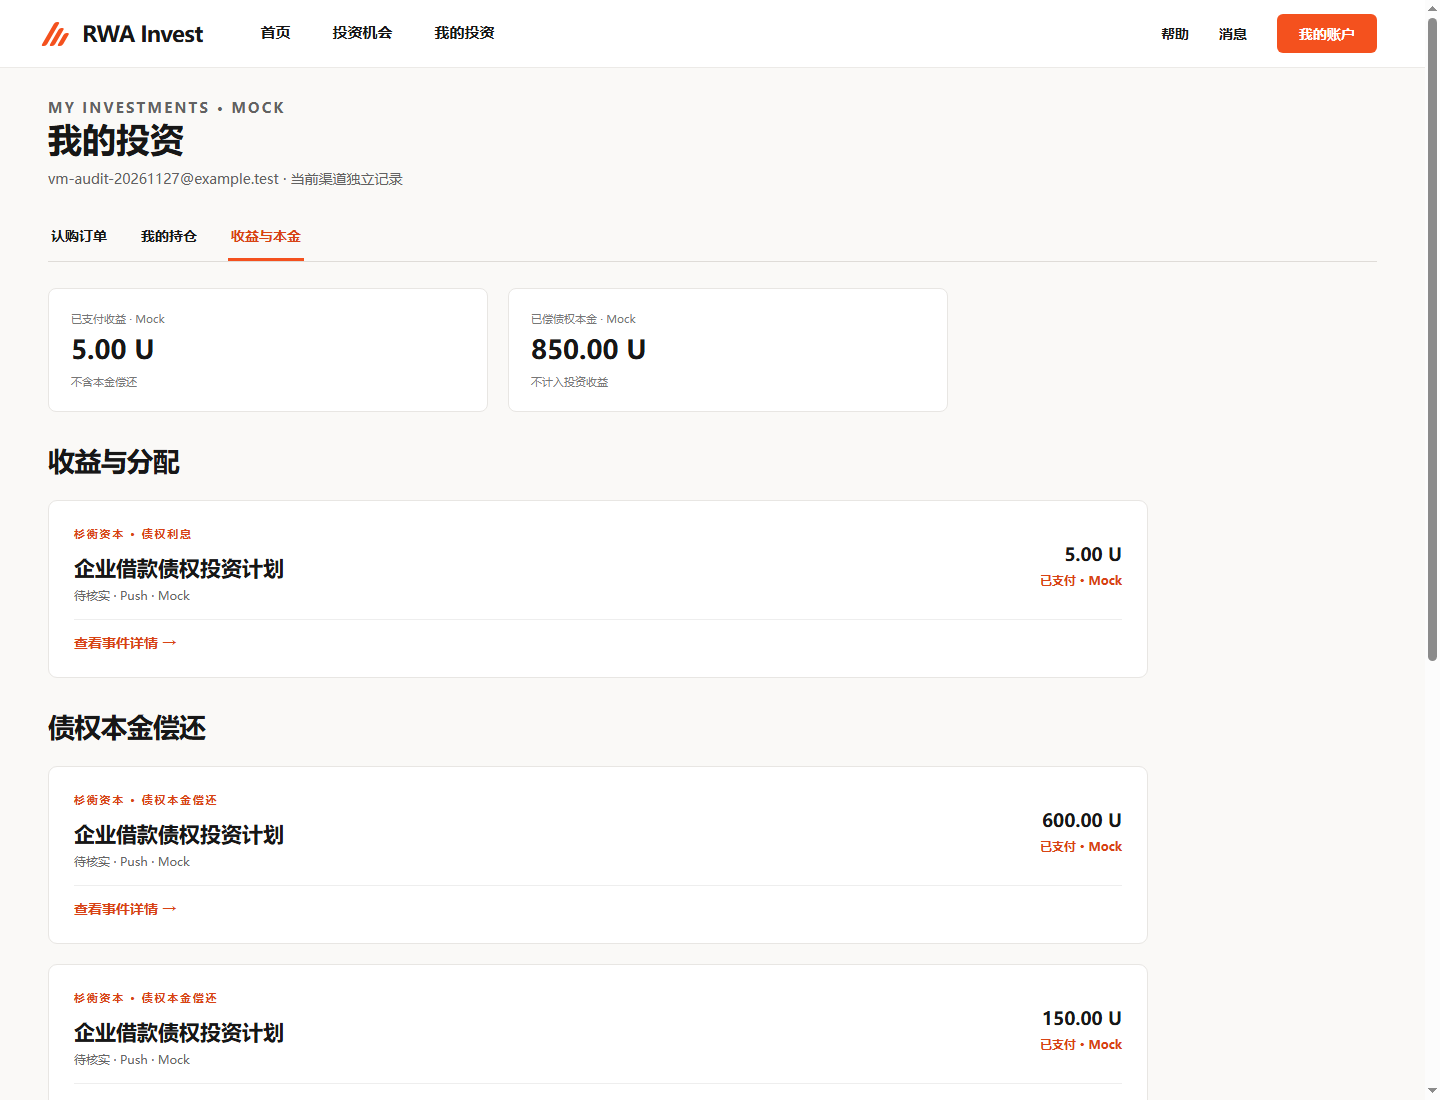 RWA Invest 首页 投资机会 我的投资 帮助 消息 我的账户
MY INVESTMENTS • MOCK
我的投资
vm-audit-20261127@example.test · 当前渠道独立记录
认购订单 我的持仓 收益与本金
已支付收益 · Mock
5.00 U
不含本金偿还
已偿债权本金 · Mock
850.00 U
不计入投资收益
收益与分配
杉衡资本 • 债权利息
企业借款债权投资计划
待核实 · Push · Mock
5.00 U
已支付 • Mock
查看事件详情 →
债权本金偿还
杉衡资本 • 债权本金偿还
企业借款债权投资计划
待核实 · Push · Mock
600.00 U
已支付 • Mock
查看事件详情 →
杉衡资本 • 债权本金偿还
企业借款债权投资计划
待核实 · Push · Mock
150.00 U
已支付 • Mock